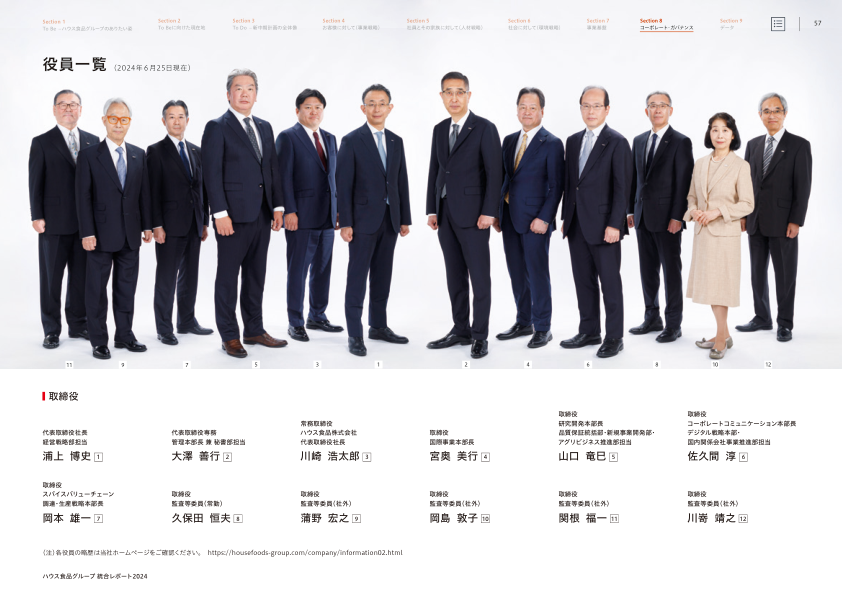 Section 1
To Be －ハウス食品グループのありたい姿
Section 2
To Beに向けた現在地
Section 3
To Do －新中期計画の全体像
Section 4
お客様に対して(事業戦略)
Section 5
社員とその家族に対して(人材戦略)
Section 6
社会に対して(環境戦略)
Section 7
事業基盤
Section 8
コーポレート・ガバナンス
Section 9
データ
57
役員一覧 (2024年6月25日現在)
11 9 7 5 3 1 2 4 6 8 10 12
取締役
代表取締役社長
経営戦略部担当
浦上 博史 1
代表取締役専務
管理本部長 兼 秘書部担当
大澤 善行 2
常務取締役
ハウス食品株式会社
代表取締役社長
川崎 浩太郎 3
取締役
国際事業本部長
宮奥 美行 4
取締役
研究開発本部長
品質保証統括部・新規事業開発部・
アグリビジネス推進部担当
山口 竜巳 5
取締役
コーポレートコミュニケーション本部長
デジタル戦略本部・
国内関係会社事業推進部担当
佐久間 淳 6
取締役
スパイスバリューチェーン
調達・生産戦略本部長
岡本 雄一 7
取締役
監査等委員(常勤)
久保田 恒夫 8
取締役
監査等委員(社外)
蒲野 宏之 9
取締役
監査等委員(社外)
岡島 敦子 10
取締役
監査等委員(社外)
関根 福一 11
取締役
監査等委員(社外)
川嵜 靖之 12
(注)各役員の略歴は当社ホームページをご確認ください。 https://housefoods-group.com/company/information02.html
ハウス食品グループ 統合レポート2024